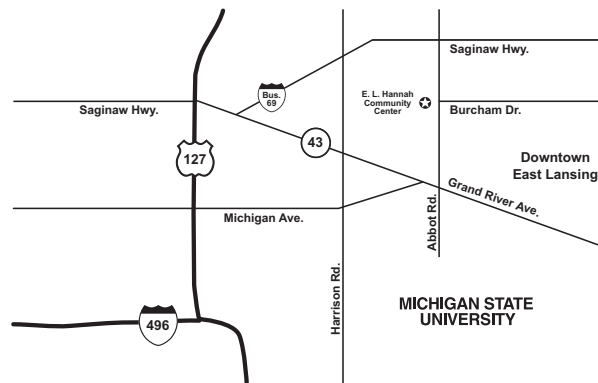 Saginaw Hwy.
Bus.
69
E. L. Hannah
Community
Center
Saginaw Hwy.
Burcham Dr.
43
127
Downtown
East Lansing
Grand River Ave.
Michigan Ave.
Abbot Rd.
Harrison Rd.
MICHIGAN STATE
UNIVERSITY
496